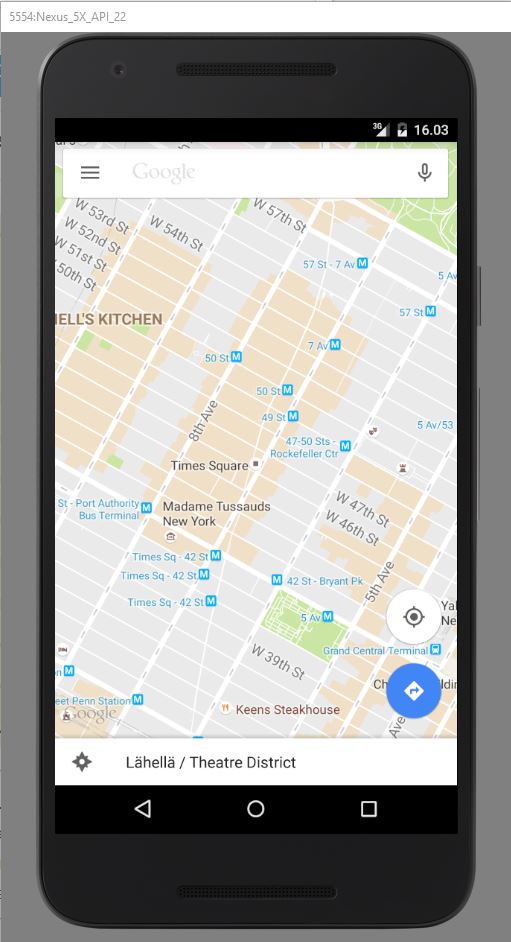 5554:Nexus_5X_API_22
3G 16.03
Google
W 53rd St
W 52nd St
W 51st St
50th St
W 54th St
W 57th St
57 St - 7 Av M
5 Av
57 St M
HELL'S KITCHEN
7 Av M
50 St M
50 St M
8th Ave
49 St M
5 Av/53
47-50 Sts -
Rockefeller Ctr M
Times Square
W 47th St
W 46th St
St - Port Authority
Bus Terminal M
Madame Tussauds
New York
Times Sq - 42 St M
Times Sq - 42 St M
M 42 St - Bryant Pk
5th Ave
Times Sq - 42 St M
5 Av M
Grand Central Terminal
W 39th St
M
eet Penn Station M
Google
Keens Steakhouse
Ave
Lähellä / Theatre District